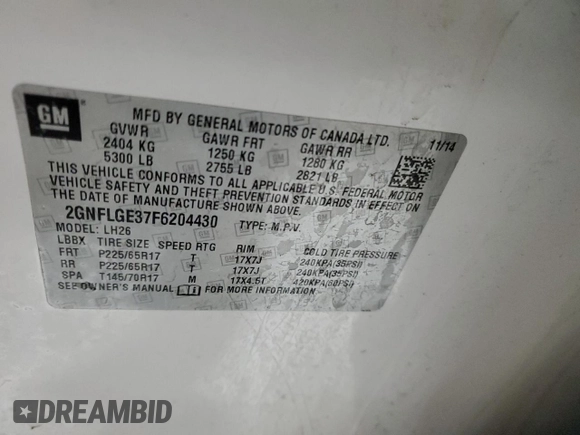 GM
MFD BY GENERAL MOTORS OF CANADA LTD.
GVWR GAWR FRT GAWR RR 11/14
2404 KG 1250 KG 1280 KG
5300 LB 2755 LB 2821 LB
THIS VEHICLE CONFORMS TO ALL APPLICABLE U.S. FEDERAL MOTOR
VEHICLE SAFETY AND THEFT PREVENTION STANDARDS IN EFFECT ON
THE DATE OF MANUFACTURE SHOWN ABOVE.
2GNFLGE37F6204430 TYPE: M.P.V.
MODEL: LH26
LBBX TIRE SIZE SPEED RTG RIM COLD TIRE PRESSURE
FRT P225/65R17 T 17X7J 240KPA(35PSI)
RR P225/65R17 T 17X7J 240KPA(35PSI)
SPA T145/70R17 M 17X4.5T 420KPA(60PSI)
SEE OWNER'S MANUAL
DREAMBID